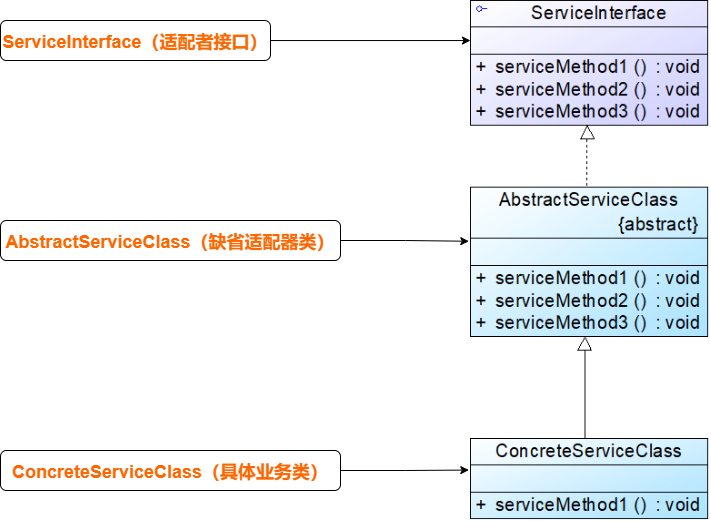 ServiceInterface（适配者接口）
ServiceInterface
+ serviceMethod1 () : void
+ serviceMethod2 () : void
+ serviceMethod3 () : void
AbstractServiceClass（缺省适配器类）
AbstractServiceClass
{abstract}
+ serviceMethod1 () : void
+ serviceMethod2 () : void
+ serviceMethod3 () : void
ConcreteServiceClass（具体业务类）
ConcreteServiceClass
+ serviceMethod1 () : void